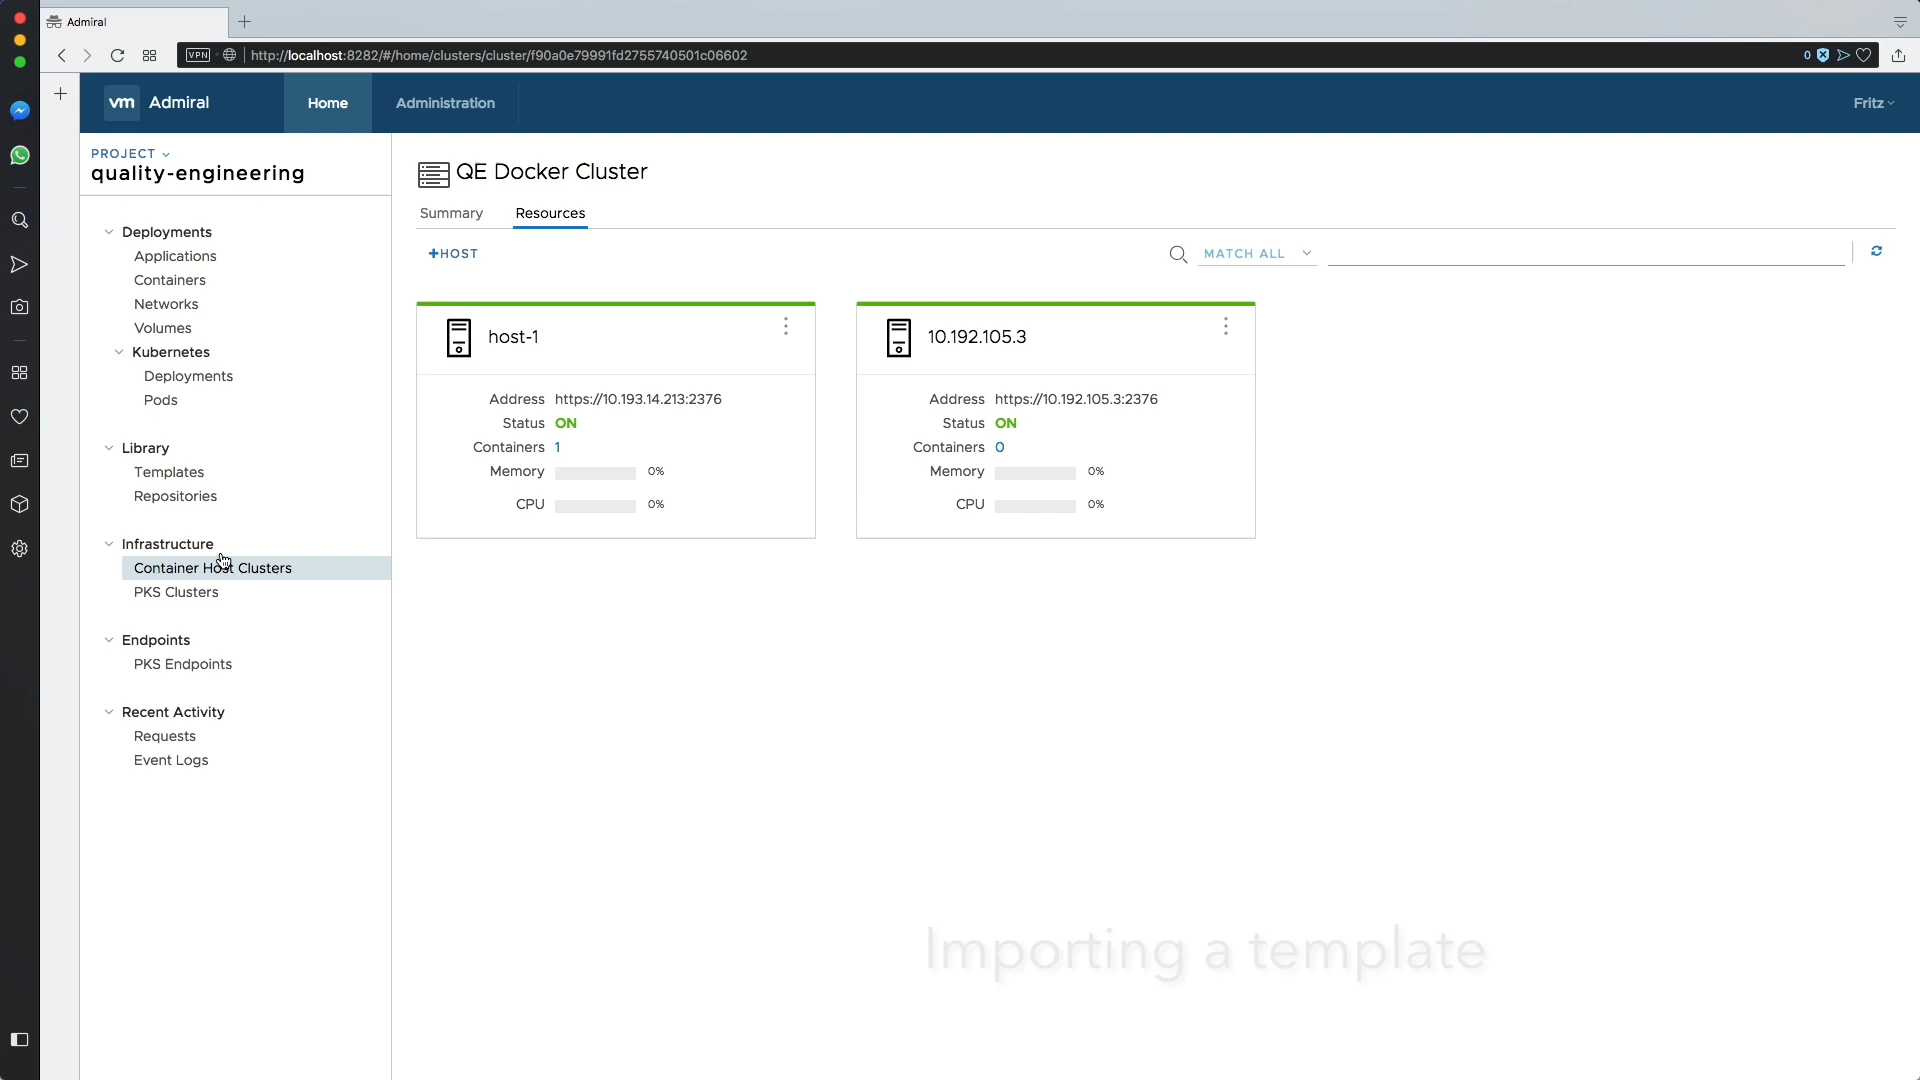 Admiral
VPN
http://localhost:8282/#/home/clusters/cluster/f90a0e79991fd2755740501c06602
0
vm Admiral
Home
Administration
Fritz
PROJECT
quality-engineering
Deployments
Applications
Containers
Networks
Volumes
Kubernetes
Deployments
Pods
Library
Templates
Repositories
Infrastructure
Container Host Clusters
PKS Clusters
Endpoints
PKS Endpoints
Recent Activity
Requests
Event Logs
QE Docker Cluster
Summary
Resources
+HOST
MATCH ALL
host-1
Address https://10.193.14.213:2376
Status ON
Containers 1
Memory 0%
CPU 0%
10.192.105.3
Address https://10.192.105.3:2376
Status ON
Containers 0
Memory 0%
CPU 0%
Importing a template